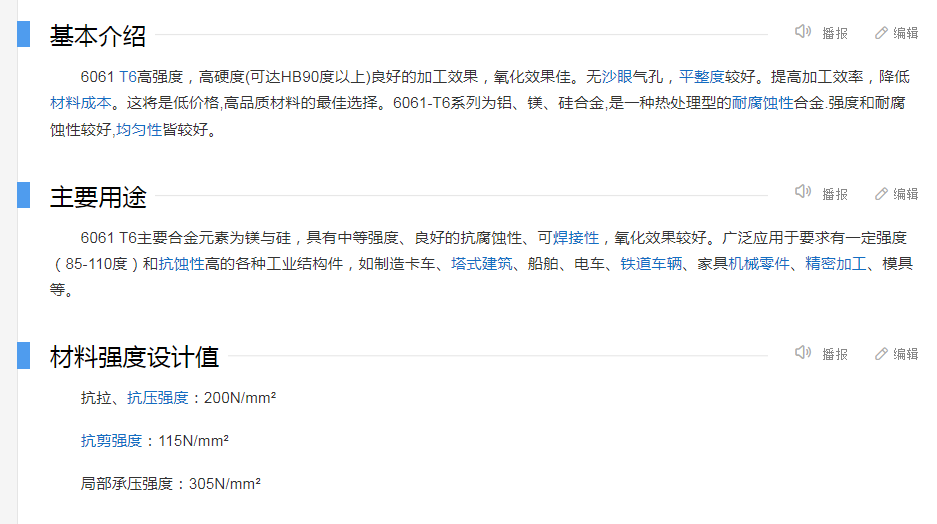 基本介绍 播报 编辑
6061 T6高强度，高硬度(可达HB90度以上)良好的加工效果，氧化效果佳。无沙眼气孔，平整度较好。提高加工效率，降低
材料成本。这将是低价格,高品质材料的最佳选择。6061-T6系列为铝、镁、硅合金,是一种热处理型的耐腐蚀性合金.强度和耐腐
蚀性较好,均匀性皆较好。
主要用途 播报 编辑
6061 T6主要合金元素为镁与硅，具有中等强度、良好的抗腐蚀性、可焊接性，氧化效果较好。广泛应用于要求有一定强度
（85-110度）和抗蚀性高的各种工业结构件，如制造卡车、塔式建筑、船舶、电车、铁道车辆、家具机械零件、精密加工、模具
等。
材料强度设计值 播报 编辑
抗拉、抗压强度：200N/mm²
抗剪强度：115N/mm²
局部承压强度：305N/mm²